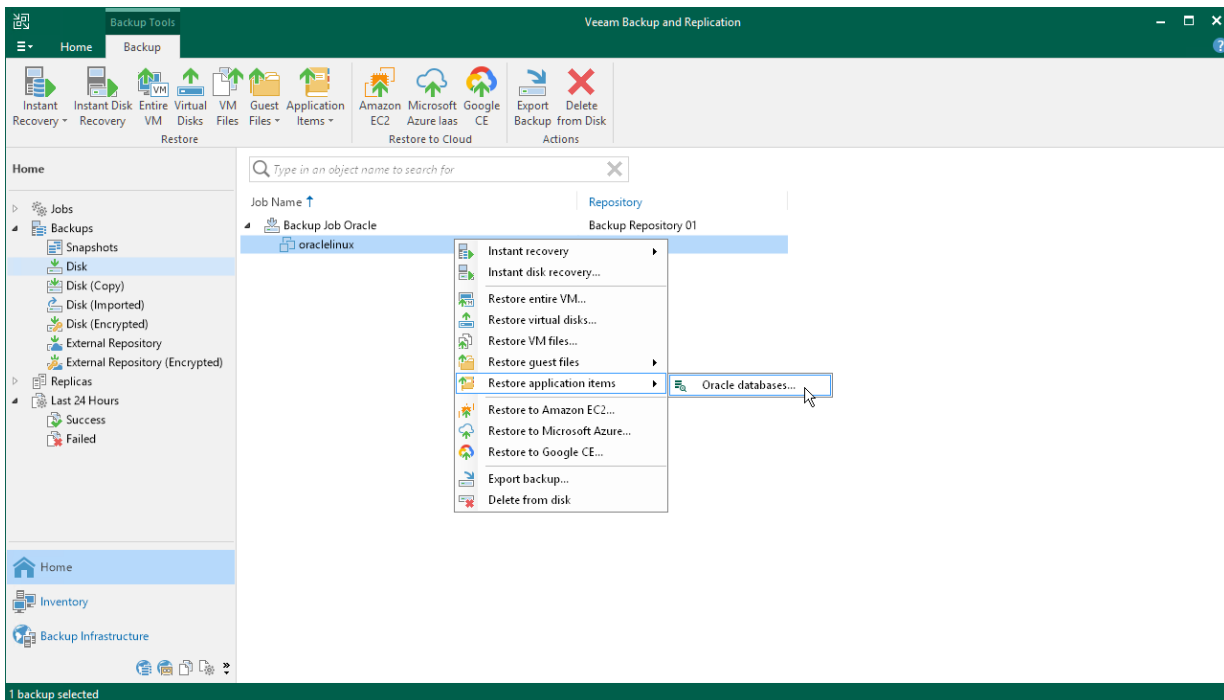 Backup Tools
Veeam Backup and Replication
Home Backup
Instant Recovery
Instant Disk Recovery
Entire VM
Virtual Disks
VM Files
Guest Files
Application Items
Amazon EC2
Microsoft Azure Iaas
Google CE
Export Backup
Delete from Disk
Restore
Restore to Cloud
Actions
Home
Jobs
Backups
Snapshots
Disk
Disk (Copy)
Disk (Imported)
Disk (Encrypted)
External Repository
External Repository (Encrypted)
Replicas
Last 24 Hours
Success
Failed
Home
Inventory
Backup Infrastructure
Type in an object name to search for
Job Name Repository
Backup Job Oracle Backup Repository 01
oraclelinux
Instant recovery
Instant disk recovery...
Restore entire VM...
Restore virtual disks...
Restore VM files...
Restore guest files
Restore application items
Oracle databases...
Restore to Amazon EC2...
Restore to Microsoft Azure...
Restore to Google CE...
Export backup...
Delete from disk
1 backup selected